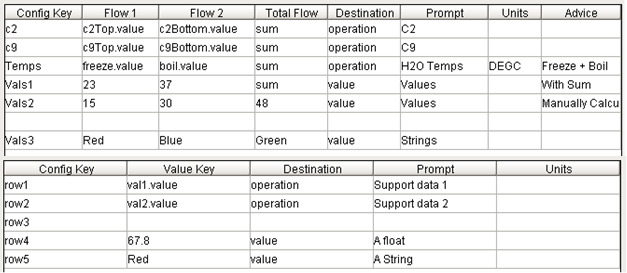 Config Key Flow 1 Flow 2 Total Flow Destination Prompt Units Advice
c2 c2Top.value c2Bottom.value sum operation C2
c9 c9Top.value c9Bottom.value sum operation C9
Temps freeze.value boil.value sum operation H2O Temps DEGC Freeze + Boil
Vals1 23 37 sum value Values With Sum
Vals2 15 30 48 value Values Manually Calcu
Vals3 Red Blue Green value Strings
Config Key Value Key Destination Prompt Units
row1 val1.value operation Support data 1
row2 val2.value operation Support data 2
row3
row4 67.8 value A float
row5 Red value A String